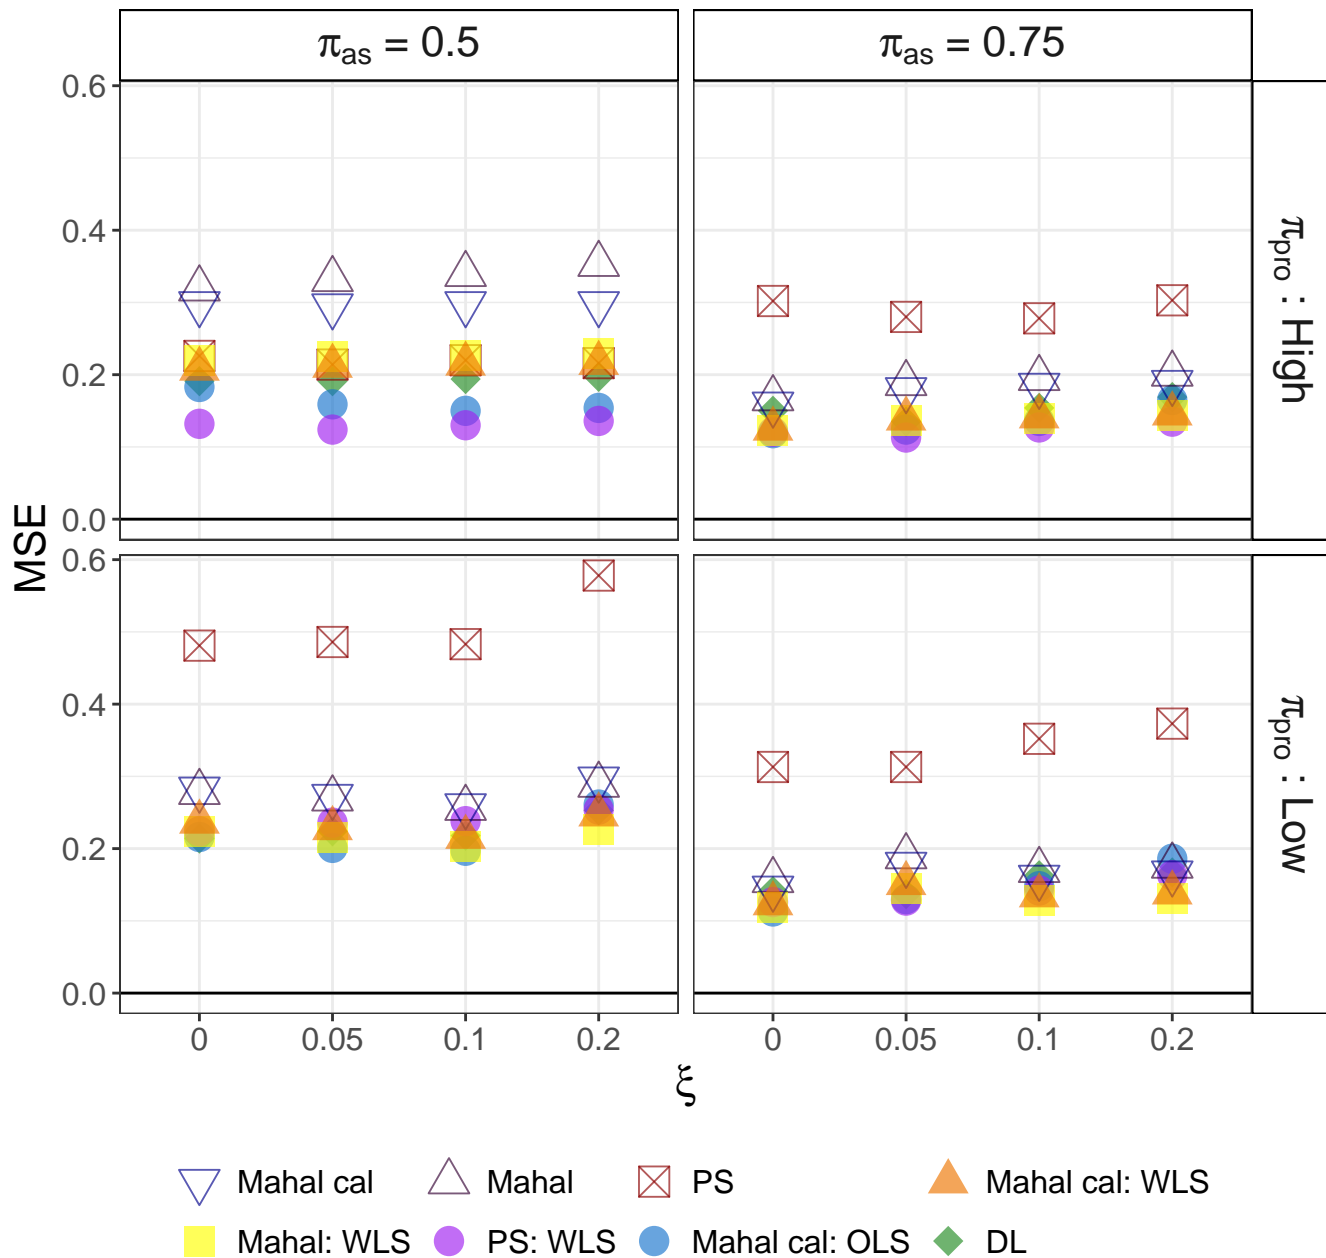 π_as = 0.5
π_as = 0.75
0.6
0.4
0.2
0.0
π_pro : High
MSE
0.6
0.4
0.2
0.0
π_pro : Low
0 0.05 0.1 0.2
0 0.05 0.1 0.2
ξ
Mahal cal Mahal PS Mahal cal: WLS
Mahal: WLS PS: WLS Mahal cal: OLS DL